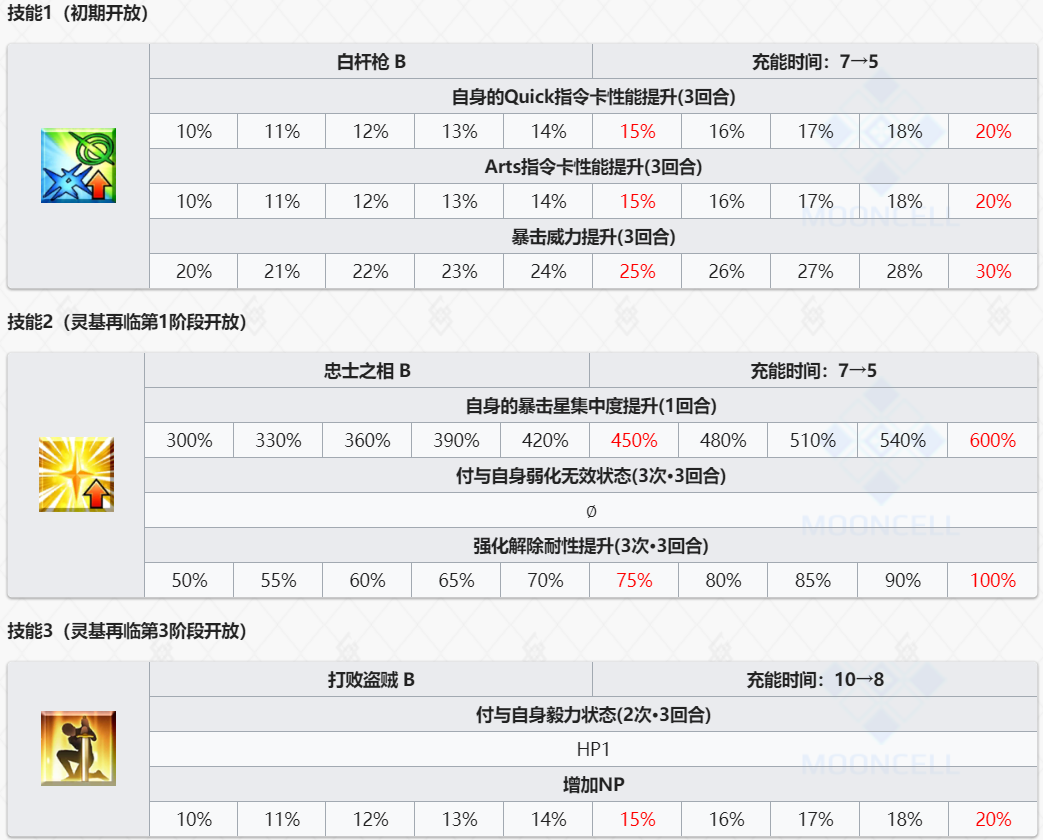 技能1（初期开放）
白杆枪 B 充能时间：7→5
自身的Quick指令卡性能提升(3回合)
10% 11% 12% 13% 14% 15% 16% 17% 18% 20%
Arts指令卡性能提升(3回合)
10% 11% 12% 13% 14% 15% 16% 17% 18% 20%
MOONCELL
暴击威力提升(3回合)
20% 21% 22% 23% 24% 25% 26% 27% 28% 30%
技能2（灵基再临第1阶段开放）
忠士之相 B 充能时间：7→5
自身的暴击星集中度提升(1回合)
300% 330% 360% 390% 420% 450% 480% 510% 540% 600%
付与自身弱化无效状态(3次·3回合)
∅
MOONCELL
强化解除耐性提升(3次·3回合)
50% 55% 60% 65% 70% 75% 80% 85% 90% 100%
技能3（灵基再临第3阶段开放）
打败盗贼 B 充能时间：10→8
付与自身毅力状态(2次·3回合)
HP1
MOONCELL
增加NP
10% 11% 12% 13% 14% 15% 16% 17% 18% 20%